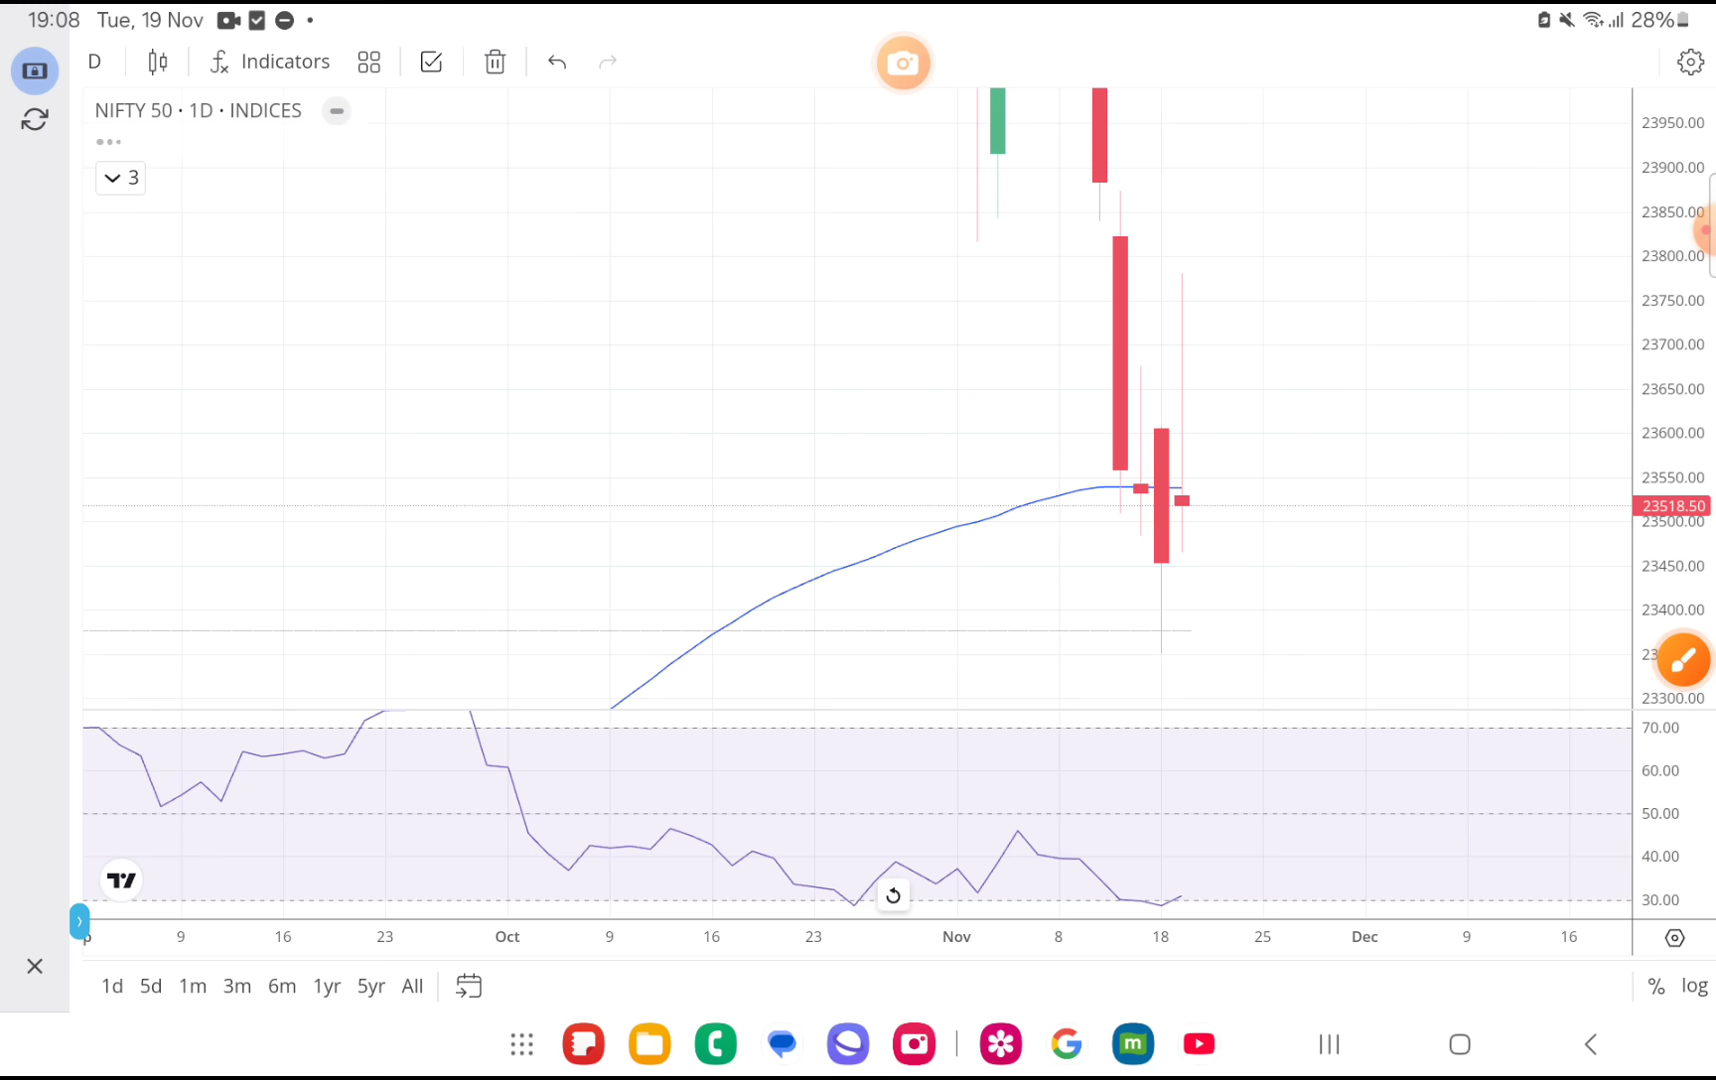 19:08 Tue, 19 Nov
28%
D
Indicators
NIFTY 50 • 1D • INDICES
3
23950.00
23900.00
23850.00
23800.00
23750.00
23700.00
23650.00
23600.00
23550.00
23518.50
23500.00
23450.00
23400.00
23300.00
70.00
60.00
50.00
40.00
30.00
9 16 23 Oct 9 16 23 Nov 8 18 25 Dec 9 16
1d 5d 1m 3m 6m 1yr 5yr All
% log
m